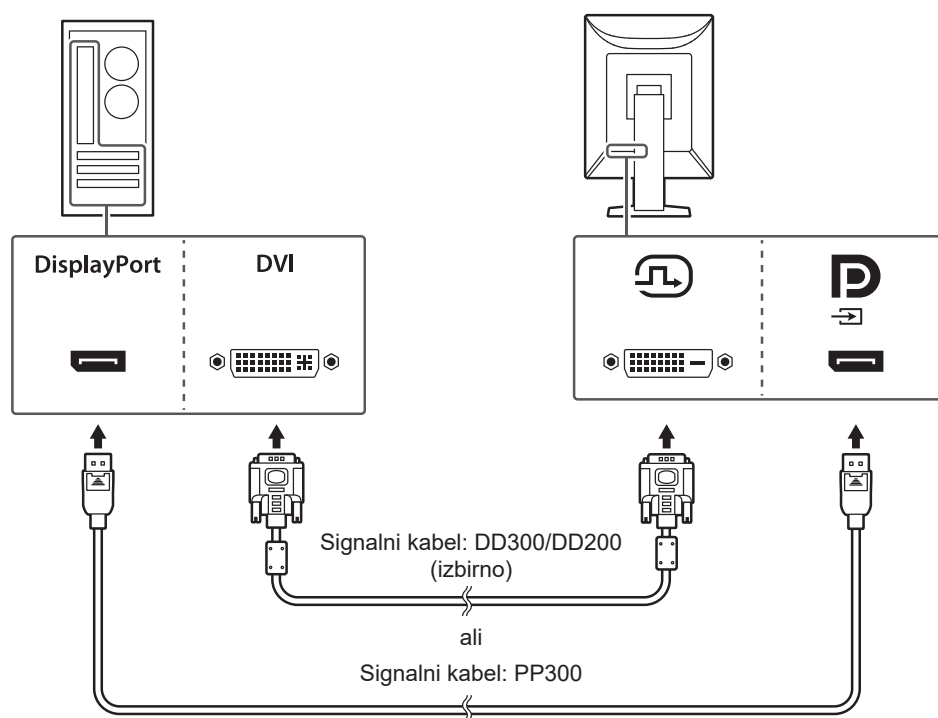 DisplayPort
DVI
Signalni kabel: DD300/DD200
(izbirno)
ali
Signalni kabel: PP300